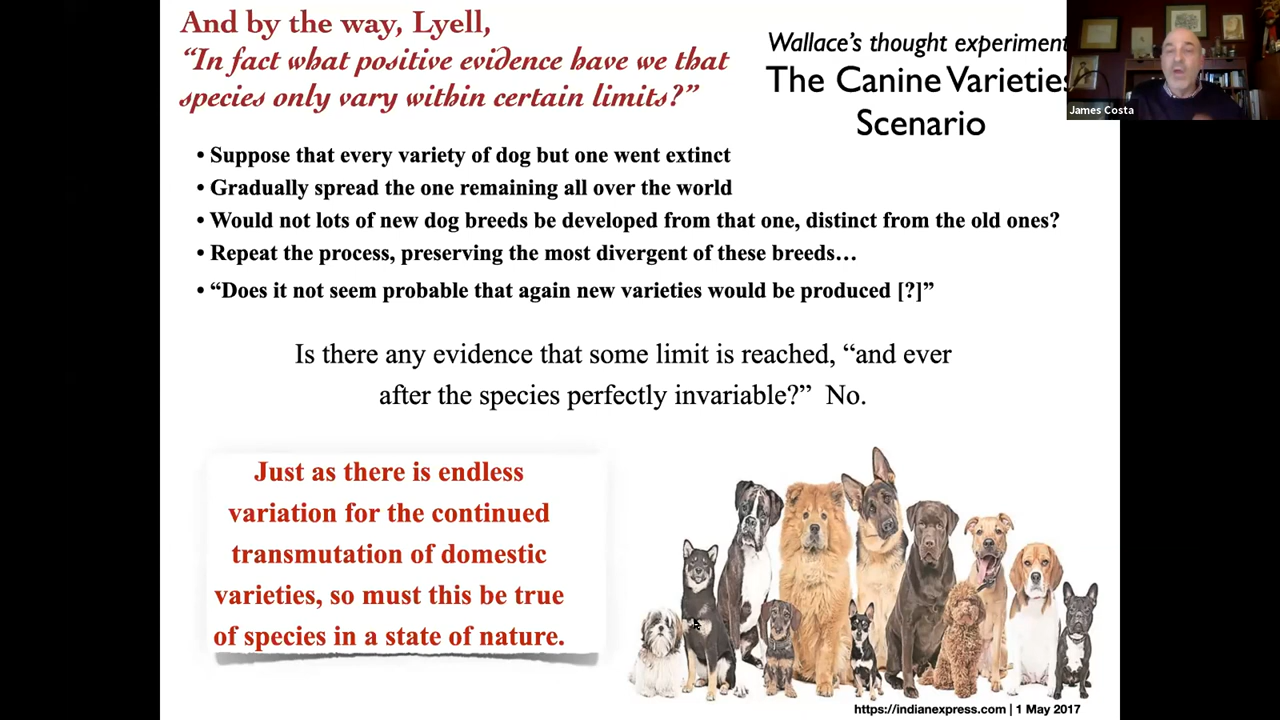 And by the way, Lyell,
“In fact what positive evidence have we that
species only vary within certain limits?”
Wallace’s thought experiment
The Canine Varieties
Scenario
James Costa
• Suppose that every variety of dog but one went extinct
• Gradually spread the one remaining all over the world
• Would not lots of new dog breeds be developed from that one, distinct from the old ones?
• Repeat the process, preserving the most divergent of these breeds…
• “Does it not seem probable that again new varieties would be produced [?]”
Is there any evidence that some limit is reached, “and ever
after the species perfectly invariable?”  No.
Just as there is endless
variation for the continued
transmutation of domestic
varieties, so must this be true
of species in a state of nature.
https://indianexpress.com | 1 May 2017